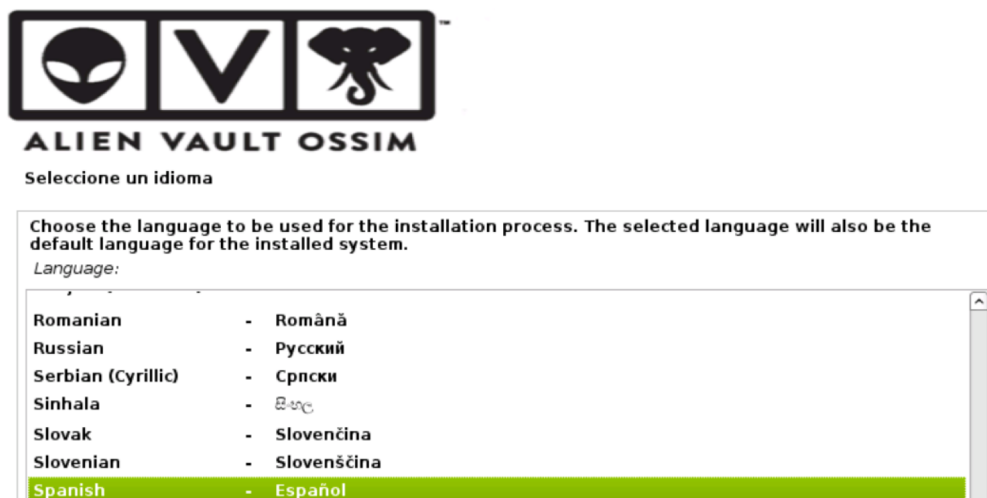 ™
ALIEN VAULT OSSIM
Seleccione un idioma
Choose the language to be used for the installation process. The selected language will also be the
default language for the installed system.
Language:
Romanian - Română
Russian - Русский
Serbian (Cyrillic) - Српски
Sinhala - සිංහල
Slovak - Slovenčina
Slovenian - Slovenščina
Spanish - Español